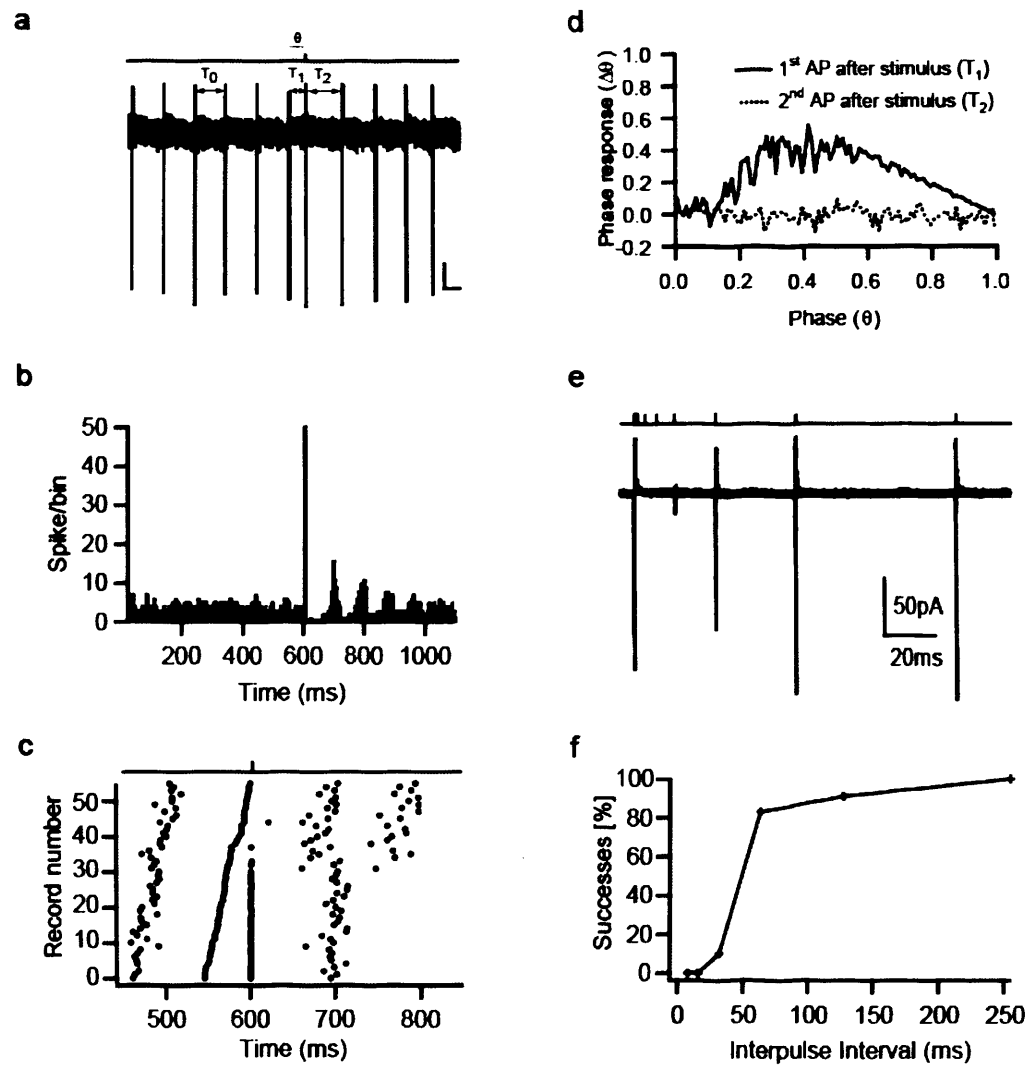 a
θ
T0
T1 T2
b
50
40
30
20
10
0
Spike/bin
200 400 600 800 1000
Time (ms)
c
50
40
30
20
10
0
Record number
500 600 700 800
Time (ms)
d
1.0
0.8
0.6
0.4
0.2
0.0
-0.2
Phase response (Δθ)
1st AP after stimulus (T1)
2nd AP after stimulus (T2)
0.0 0.2 0.4 0.6 0.8 1.0
Phase (θ)
e
50pA
20ms
f
100
80
60
40
20
0
Successes [%]
0 50 100 150 200 250
Interpulse Interval (ms)